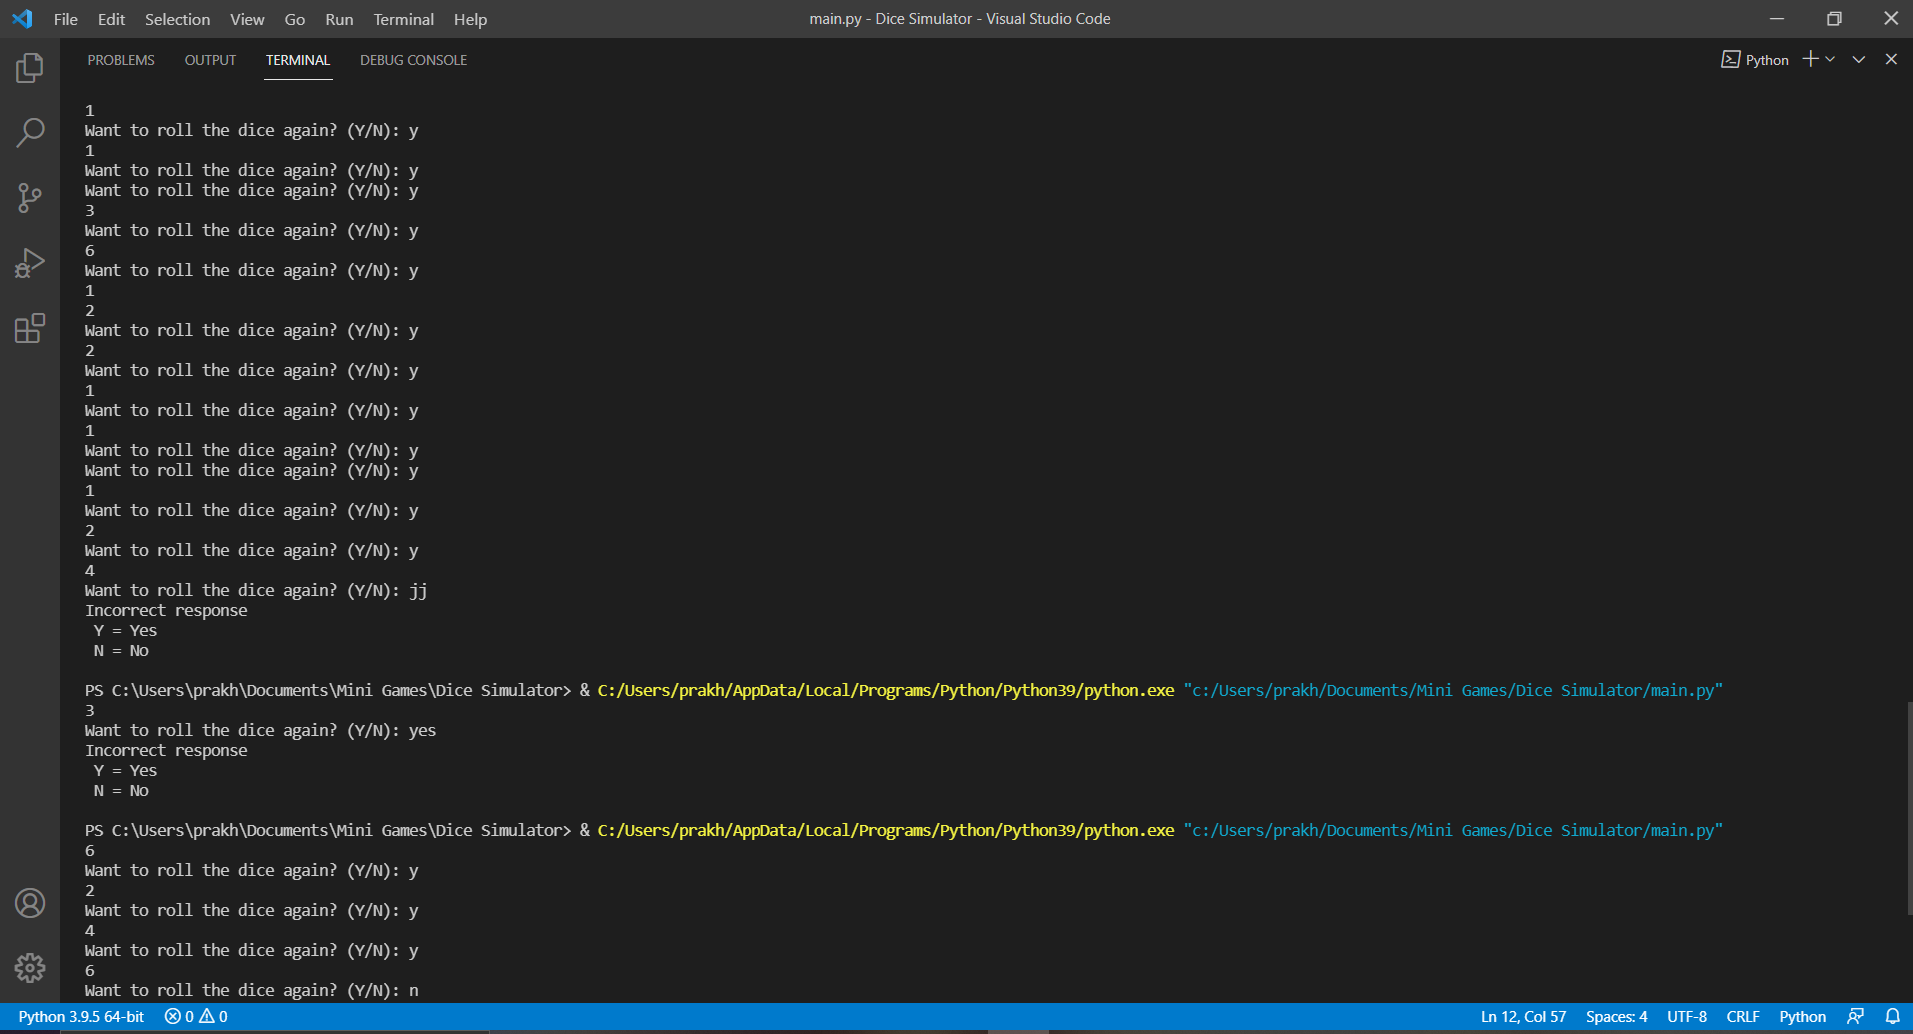 File Edit Selection View Go Run Terminal Help main.py - Dice Simulator - Visual Studio Code
PROBLEMS OUTPUT TERMINAL DEBUG CONSOLE Python
1
Want to roll the dice again? (Y/N): y
1
Want to roll the dice again? (Y/N): y
Want to roll the dice again? (Y/N): y
3
Want to roll the dice again? (Y/N): y
6
Want to roll the dice again? (Y/N): y
1
2
Want to roll the dice again? (Y/N): y
2
Want to roll the dice again? (Y/N): y
1
Want to roll the dice again? (Y/N): y
1
Want to roll the dice again? (Y/N): y
Want to roll the dice again? (Y/N): y
1
Want to roll the dice again? (Y/N): y
2
Want to roll the dice again? (Y/N): y
4
Want to roll the dice again? (Y/N): jj
Incorrect response
 Y = Yes
 N = No
PS C:\Users\prakh\Documents\Mini Games\Dice Simulator> & C:/Users/prakh/AppData/Local/Programs/Python/Python39/python.exe "c:/Users/prakh/Documents/Mini Games/Dice Simulator/main.py"
3
Want to roll the dice again? (Y/N): yes
Incorrect response
 Y = Yes
 N = No
PS C:\Users\prakh\Documents\Mini Games\Dice Simulator> & C:/Users/prakh/AppData/Local/Programs/Python/Python39/python.exe "c:/Users/prakh/Documents/Mini Games/Dice Simulator/main.py"
6
Want to roll the dice again? (Y/N): y
2
Want to roll the dice again? (Y/N): y
4
Want to roll the dice again? (Y/N): y
6
Want to roll the dice again? (Y/N): n
Python 3.9.5 64-bit 0 0 Ln 12, Col 57 Spaces: 4 UTF-8 CRLF Python